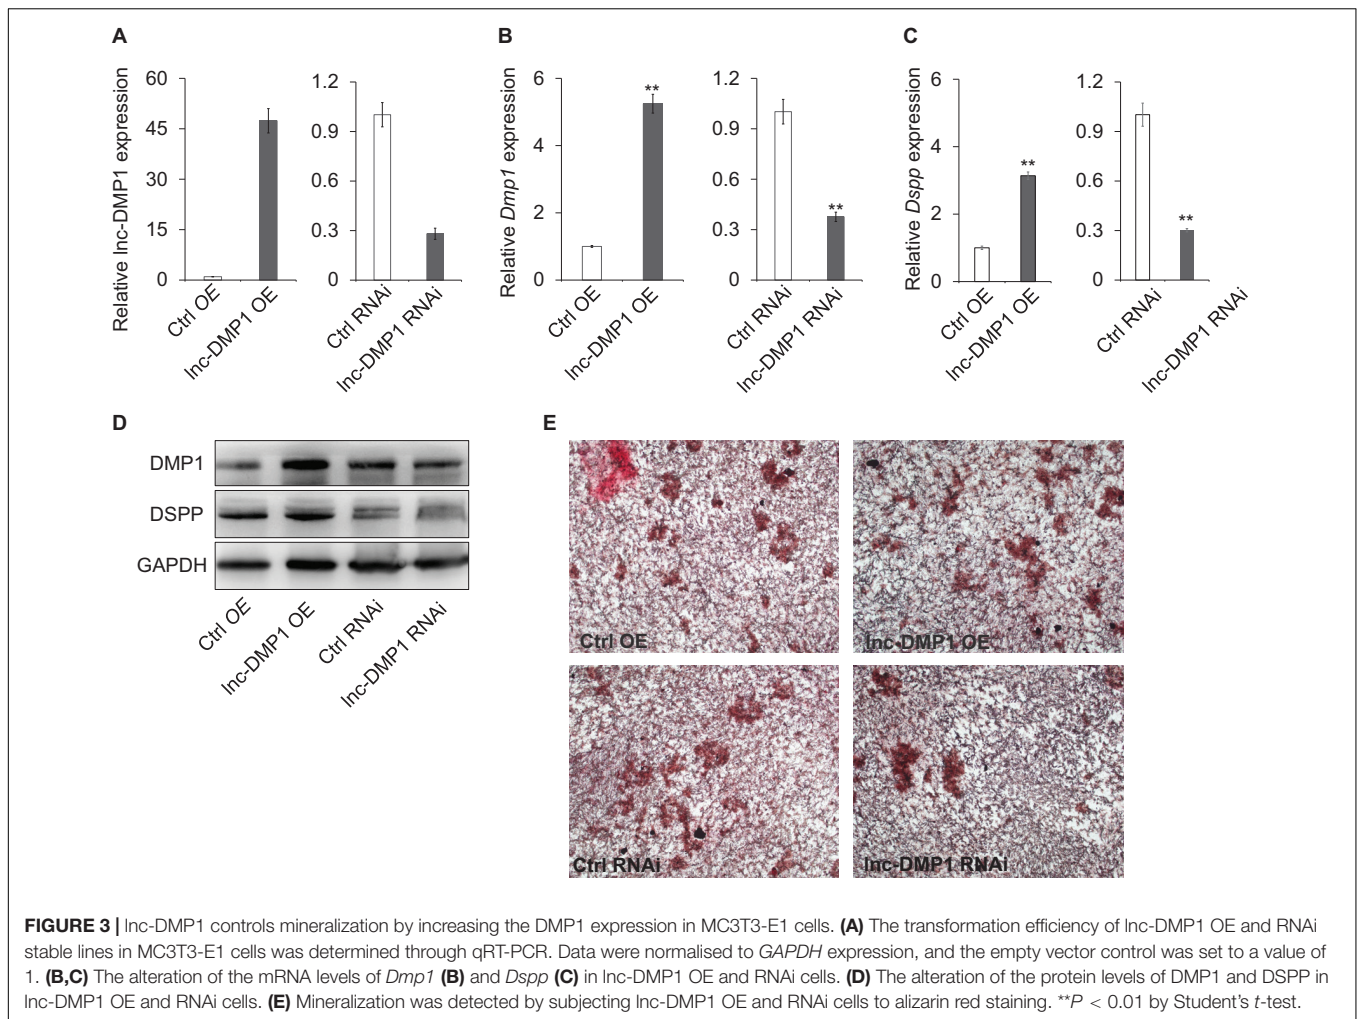 A
Relative lnc-DMP1 expression
60
45
30
15
0
Ctrl OE
lnc-DMP1 OE
1.2
0.9
0.6
0.3
0
Ctrl RNAi
lnc-DMP1 RNAi
B
Relative Dmp1 expression
6
4
2
0
**
Ctrl OE
lnc-DMP1 OE
1.2
0.9
0.6
0.3
0
**
Ctrl RNAi
lnc-DMP1 RNAi
C
Relative Dspp expression
6
4
2
0
**
Ctrl OE
lnc-DMP1 OE
1.2
0.9
0.6
0.3
0
**
Ctrl RNAi
lnc-DMP1 RNAi
D
DMP1
DSPP
GAPDH
Ctrl OE
lnc-DMP1 OE
Ctrl RNAi
lnc-DMP1 RNAi
E
Ctrl OE
lnc-DMP1 OE
Ctrl RNAi
lnc-DMP1 RNAi
FIGURE 3 | lnc-DMP1 controls mineralization by increasing the DMP1 expression in MC3T3-E1 cells. (A) The transformation efficiency of lnc-DMP1 OE and RNAi
stable lines in MC3T3-E1 cells was determined through qRT-PCR. Data were normalised to GAPDH expression, and the empty vector control was set to a value of
1. (B,C) The alteration of the mRNA levels of Dmp1 (B) and Dspp (C) in lnc-DMP1 OE and RNAi cells. (D) The alteration of the protein levels of DMP1 and DSPP in
lnc-DMP1 OE and RNAi cells. (E) Mineralization was detected by subjecting lnc-DMP1 OE and RNAi cells to alizarin red staining. **P < 0.01 by Student's t-test.